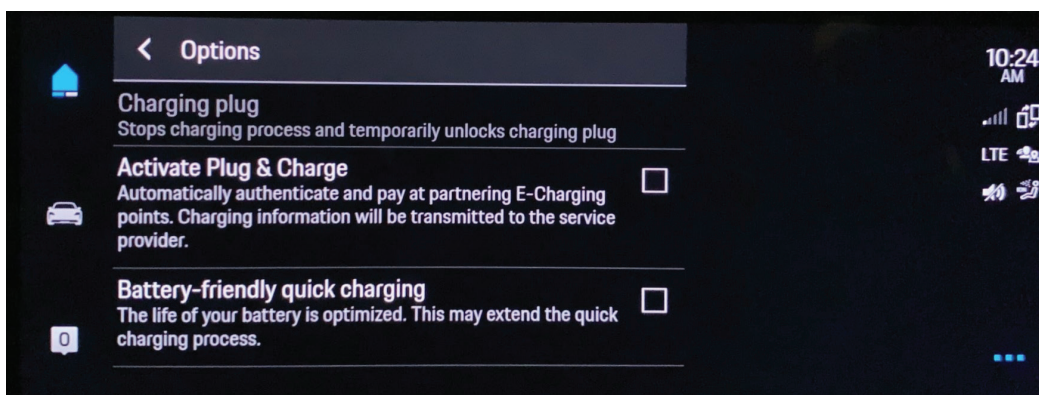 Options
10:24
AM
Charging plug
Stops charging process and temporarily unlocks charging plug
LTE
Activate Plug & Charge
Automatically authenticate and pay at partnering E-Charging
points. Charging information will be transmitted to the service
provider.
Battery-friendly quick charging
The life of your battery is optimized. This may extend the quick
charging process.
0